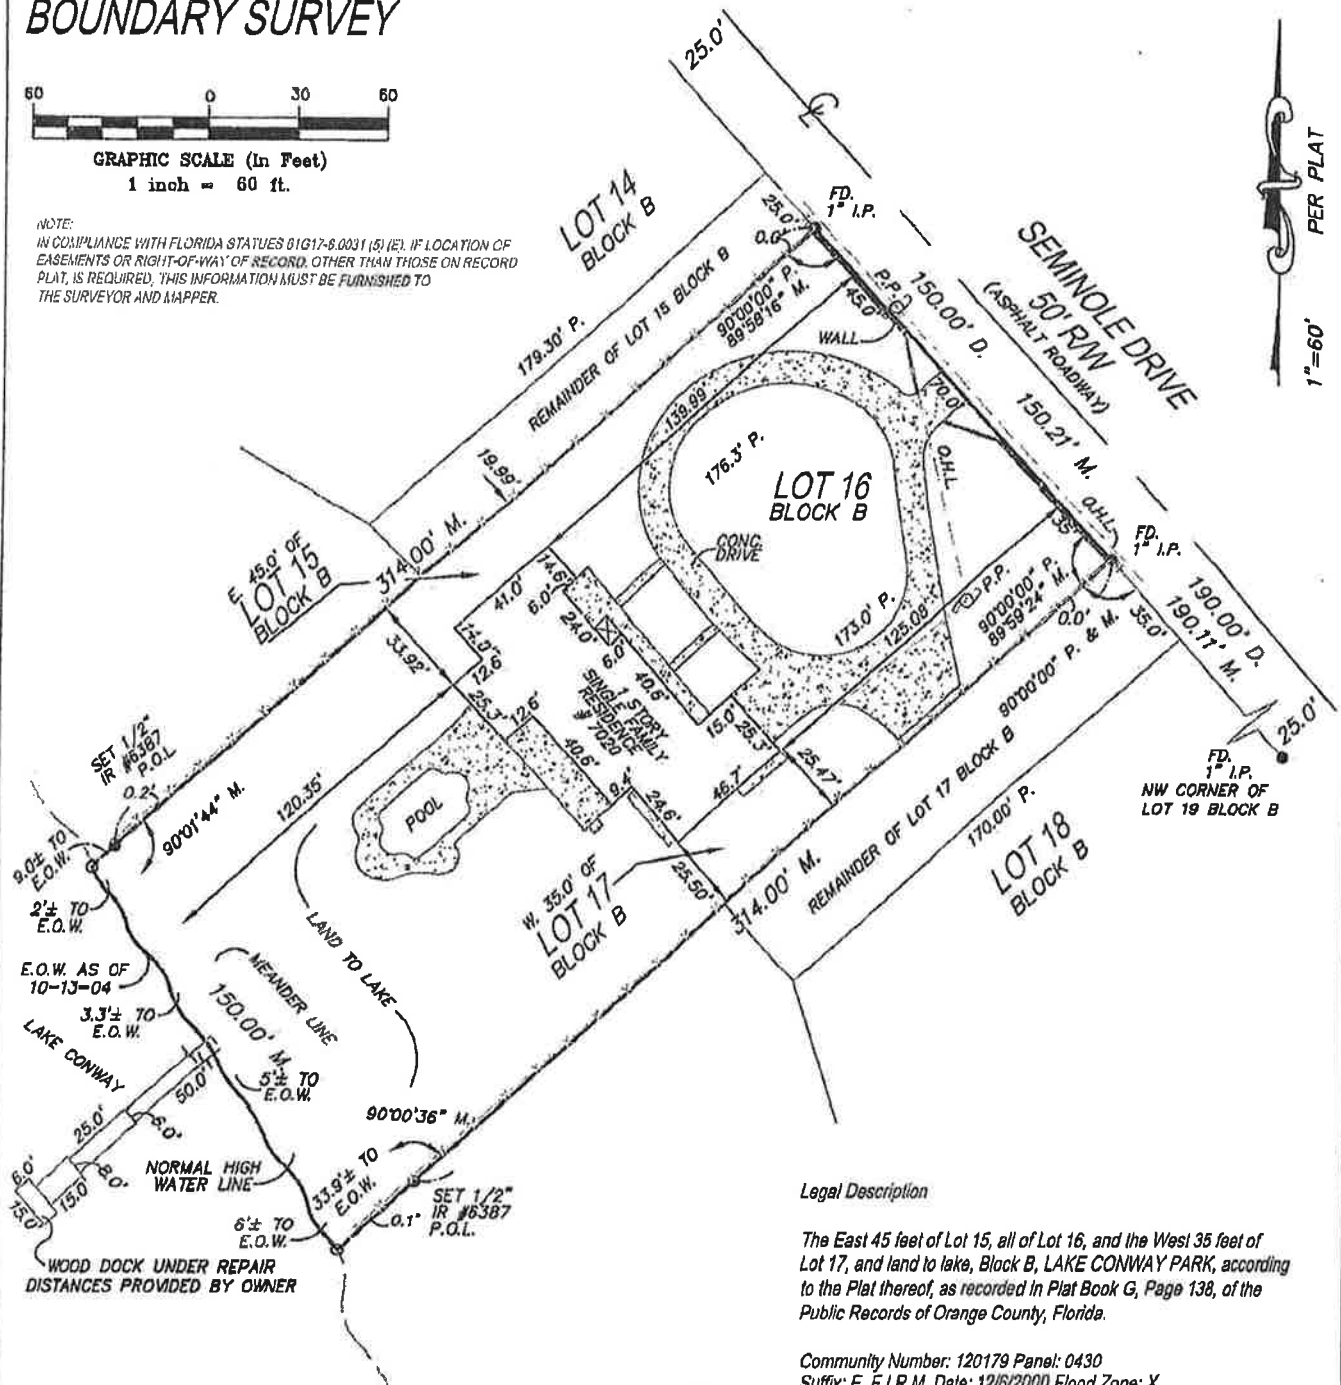 BOUNDARY SURVEY
60 0 30 60
GRAPHIC SCALE (In Feet)
1 inch = 60 ft.
NOTE:
IN COMPLIANCE WITH FLORIDA STATUES 61G17-6.0031 (5) (E), IF LOCATION OF
EASEMENTS OR RIGHT-OF-WAY OF RECORD, OTHER THAN THOSE ON RECORD
PLAT, IS REQUIRED, THIS INFORMATION MUST BE FURNISHED TO
THE SURVEYOR AND MAPPER.
25.0'
PER PLAT
1"=60'
LOT 14
BLOCK B
25.0'
0.0'
FD.
1" I.P.
SEMINOLE DRIVE
50' R/W
(ASPHALT ROADWAY)
P.P.
150.00' D.
150.21' M.
179.30' P.
REMAINDER OF LOT 15 BLOCK B
90°00'00" P.
89°58'16" M.
45.0'
WALL
70.0'
139.99'
176.3' P.
LOT 16
BLOCK B
O.H.L.
O.H.L.
35'
19.99'
314.00' M.
E. 45.0' OF
LOT 15
BLOCK B
CONC.
DRIVE
FD.
1" I.P.
190.00' D.
190.11' M.
14.6'
6.0'
41.0'
24.0'
6.0'
14.0'
12.6'
33.92'
40.6'
1 STORY
SINGLE FAMILY
RESIDENCE
# 7020
173.0' P.
125.08'
P.P.
90°00'00" P.
89°59'24" M.
0.0'
35.0'
25.0'
25.3'
12.6'
40.6'
9.4'
24.6'
15.0'
25.3'
46.7'
25.47'
90°00'00" P. & M.
FD.
1" I.P.
NW CORNER OF
LOT 19 BLOCK B
SET 1/2"
IR #6387
P.O.L
0.2'
90°01'44" M.
120.35'
POOL
REMAINDER OF LOT 17 BLOCK B
170.00' P.
LOT 18
BLOCK B
9.0± TO
E.O.W.
2'± TO
E.O.W.
E.O.W. AS OF
10-13-04
3.3'± TO
E.O.W.
LAKE CONWAY
W. 35.0' OF
LOT 17
BLOCK B
25.50'
314.00' M.
LAND TO LAKE
MEANDER LINE
150.00' M.
5'± TO
E.O.W.
50.0'
25.0'
6.0'
8.0'
6.0'
15.0'
15.0'
90°00'36" M.
NORMAL HIGH
WATER LINE
33.9'± TO
E.O.W.
6'± TO
E.O.W.
0.1'
SET 1/2"
IR #6387
P.O.L.
WOOD DOCK UNDER REPAIR
DISTANCES PROVIDED BY OWNER
Legal Description
The East 45 feet of Lot 15, all of Lot 16, and the West 35 feet of
Lot 17, and land to lake, Block B, LAKE CONWAY PARK, according
to the Plat thereof, as recorded in Plat Book G, Page 138, of the
Public Records of Orange County, Florida.
Community Number: 120179 Panel: 0430
Suffix: E F.I.R.M. Date: 12/6/2000 Flood Zone: X